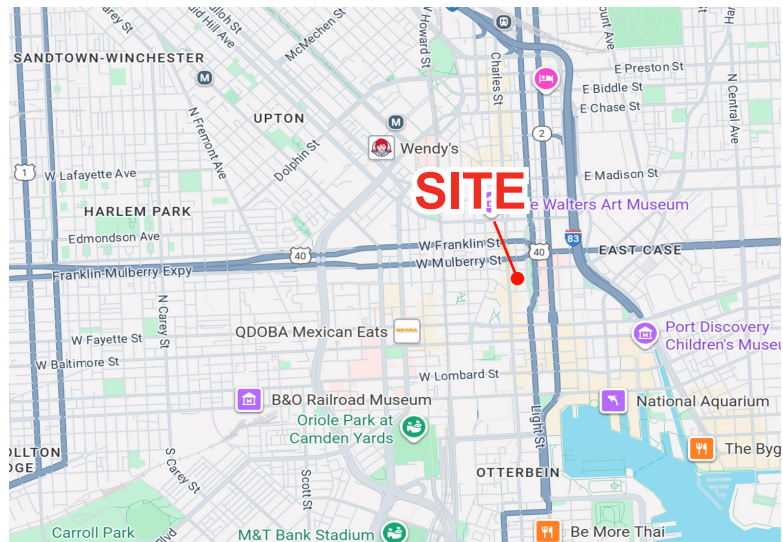 SANDTOWN-WINCHESTER
McMechen St
W Howard St
Charles St
E Preston St
E Biddle St
E Chase St
N Central Ave
M
M
UPTON
N Fremont Ave
Dolphin St
Wendy's
2
1
W Lafayette Ave
E Madison St
SITE
e Walters Art Museum
HARLEM PARK
Edmondson Ave
W Franklin St
W Mulberry St
40
40
83
EAST CASE
Franklin-Mulberry Expy
N Carey St
QDOBA Mexican Eats
QDOBA
W Fayette St
W Baltimore St
Port Discovery
Children's Museu
W Lombard St
B&O Railroad Museum
National Aquarium
Oriole Park at
Camden Yards
Light St
OLLTON
DGE
S Carey St
Scott St
OTTERBEIN
The Byg
Carroll Park
M&T Bank Stadium
Be More Thai